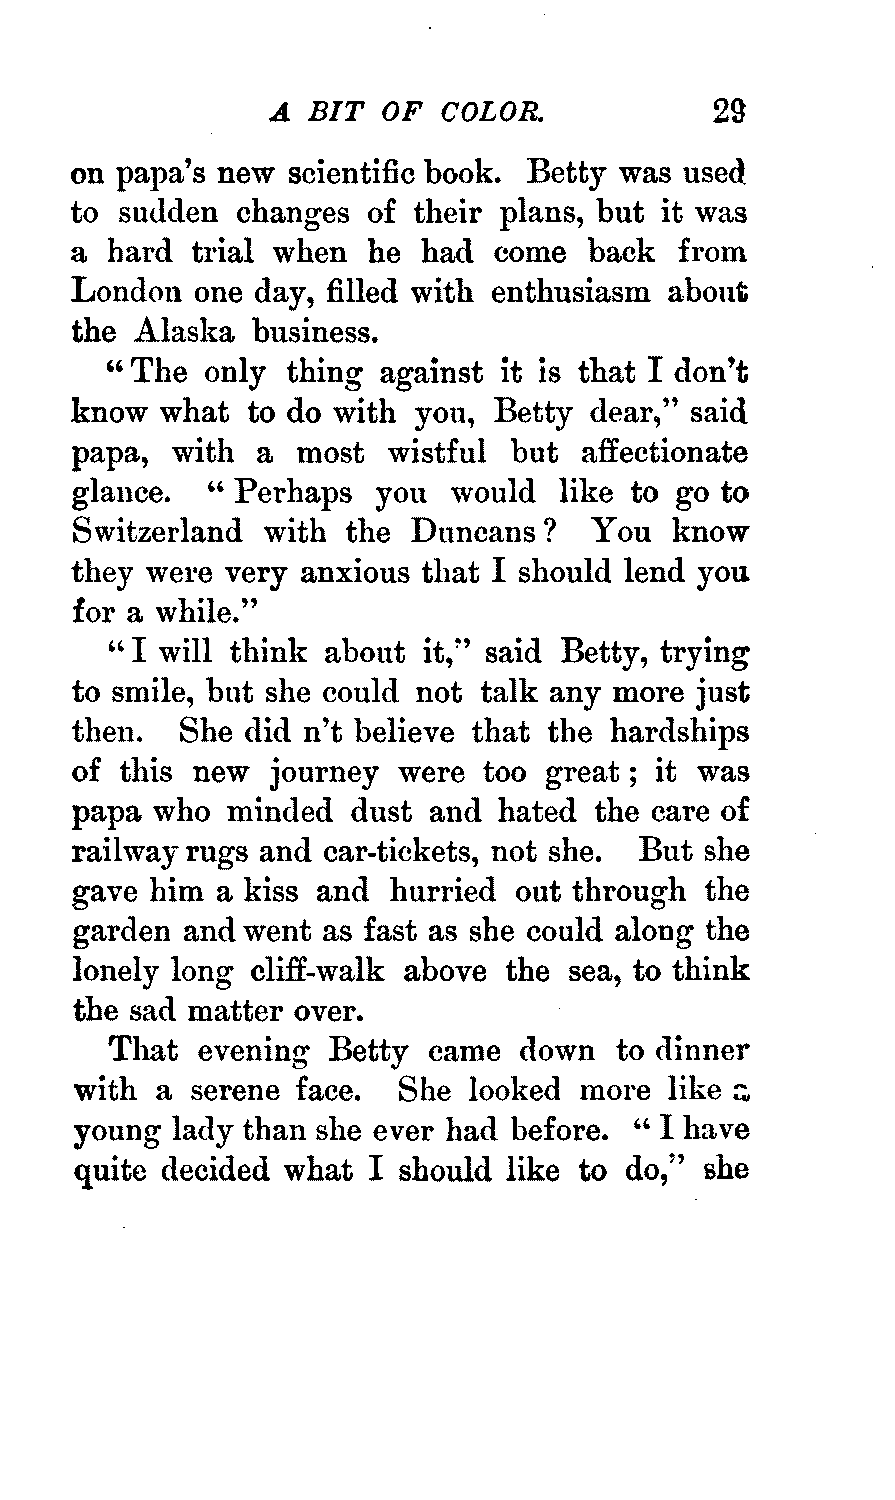 A BIT OF COLOR. 29
on papa's new scientific book. Betty was used
to sudden changes of their plans, but it was
a hard trial when he had come back from
London one day, filled with enthusiasm about
the Alaska business.
"The only thing against it is that I don't
know what to do with you, Betty dear," said
papa, with a most wistful but affectionate
glance. "Perhaps you would like to go to
Switzerland with the Duncans? You know
they were very anxious that I should lend you
for a while."
"I will think about it," said Betty, trying
to smile, but she could not talk any more just
then. She did n't believe that the hardships
of this new journey were too great; it was
papa who minded dust and hated the care of
railway rugs and car-tickets, not she. But she
gave him a kiss and hurried out through the
garden and went as fast as she could along the
lonely long cliff-walk above the sea, to think
the sad matter over.
That evening Betty came down to dinner
with a serene face. She looked more like a
young lady than she ever had before. "I have
quite decided what I should like to do," she